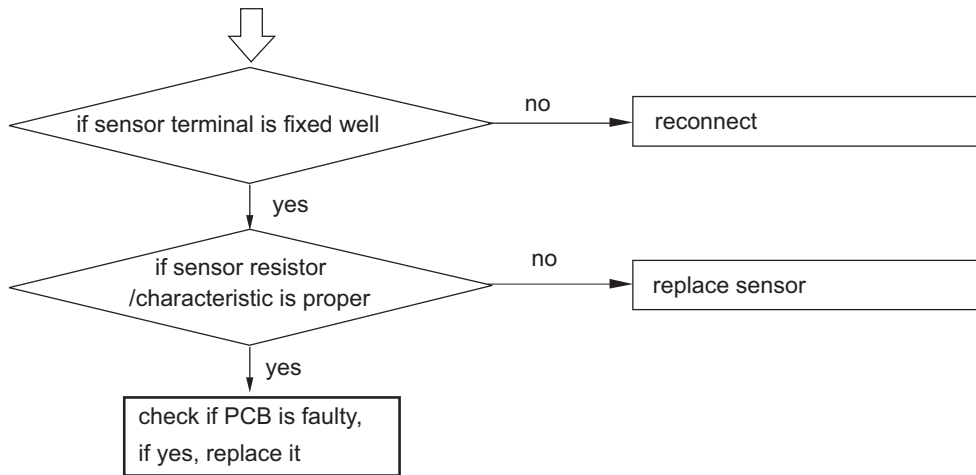 if sensor terminal is fixed well
no
reconnect
yes
if sensor resistor
/characteristic is proper
no
replace sensor
yes
check if PCB is faulty,
if yes, replace it